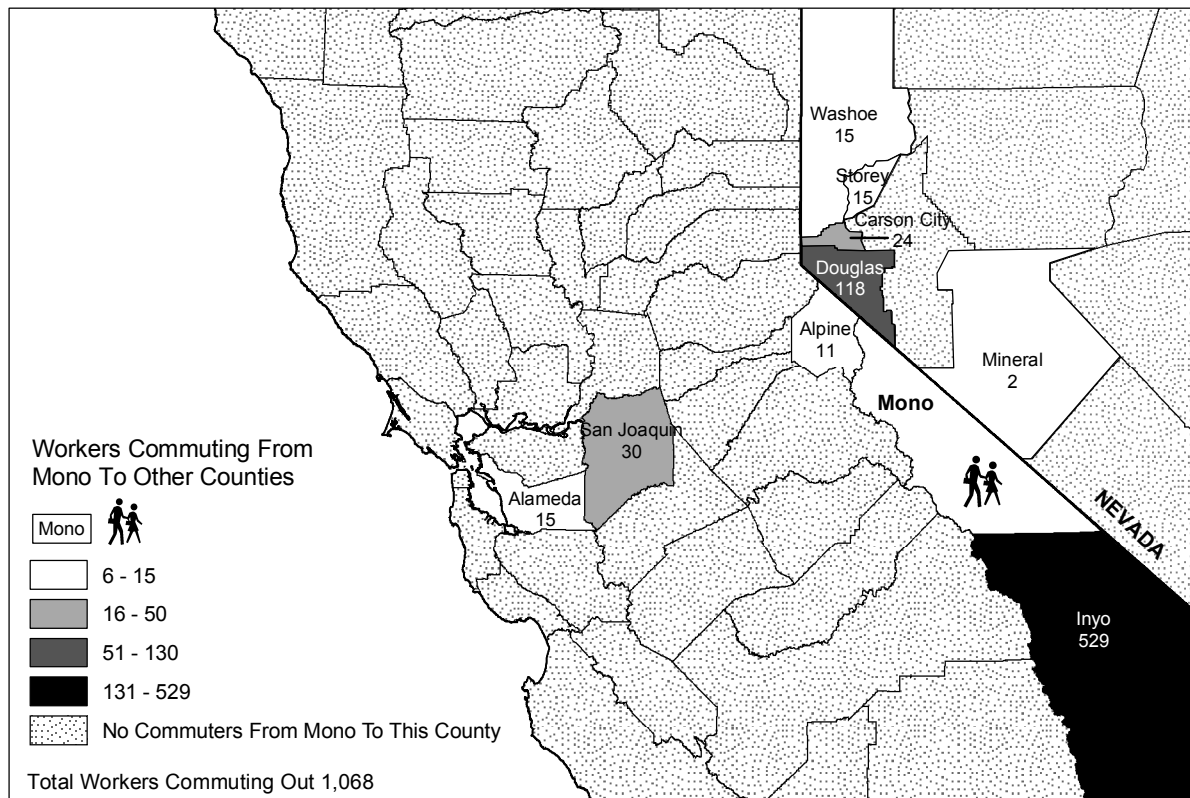 Washoe
15
Storey
15
Carson City
24
Douglas
118
Alpine
11
Mineral
2
Mono
San Joaquin
30
Alameda
15
NEVADA
Inyo
529
Workers Commuting From
Mono To Other Counties
Mono
6 - 15
16 - 50
51 - 130
131 - 529
No Commuters From Mono To This County
Total Workers Commuting Out 1,068